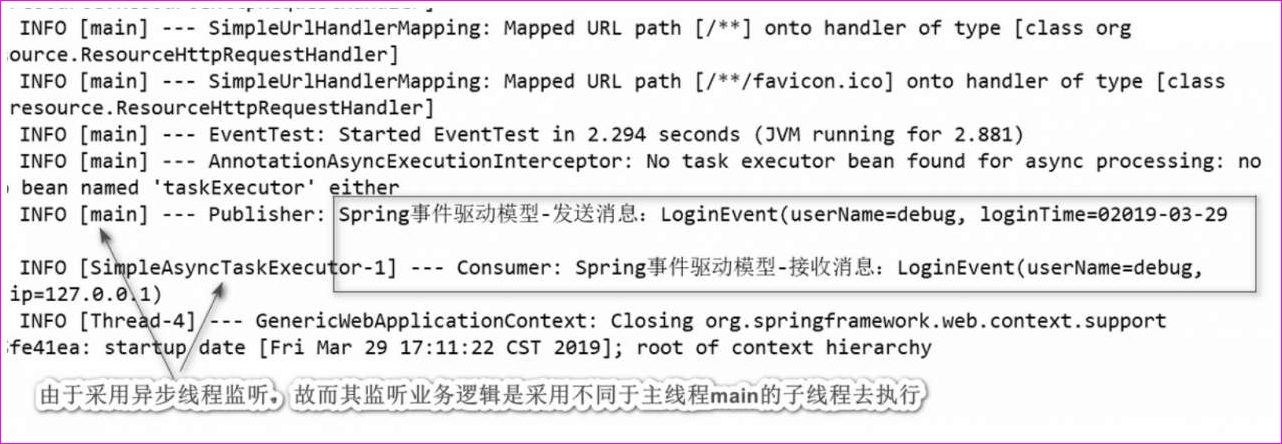 INFO [main] --- SimpleUrlHandlerMapping: Mapped URL path [/**] onto handler of type [class org
ource.ResourceHttpRequestHandler]
INFO [main] --- SimpleUrlHandlerMapping: Mapped URL path [/**/favicon.ico] onto handler of type [class
resource.ResourceHttpRequestHandler]
INFO [main] --- EventTest: Started EventTest in 2.294 seconds (JVM running for 2.881)
INFO [main] --- AnnotationAsyncExecutionInterceptor: No task executor bean found for async processing: no
bean named 'taskExecutor' either
INFO [main] --- Publisher: Spring事件驱动模型-发送消息：LoginEvent(userName=debug, loginTime=02019-03-29
INFO [SimpleAsyncTaskExecutor-1] --- Consumer: Spring事件驱动模型-接收消息：LoginEvent(userName=debug,
ip=127.0.0.1)
INFO [Thread-4] --- GenericWebApplicationContext: Closing org.springframework.web.context.support
fe41ea: startup date [Fri Mar 29 17:11:22 CST 2019]; root of context hierarchy
由于采用异步线程监听。故而其监听业务逻辑是采用不同于主线程main的子线程去执行